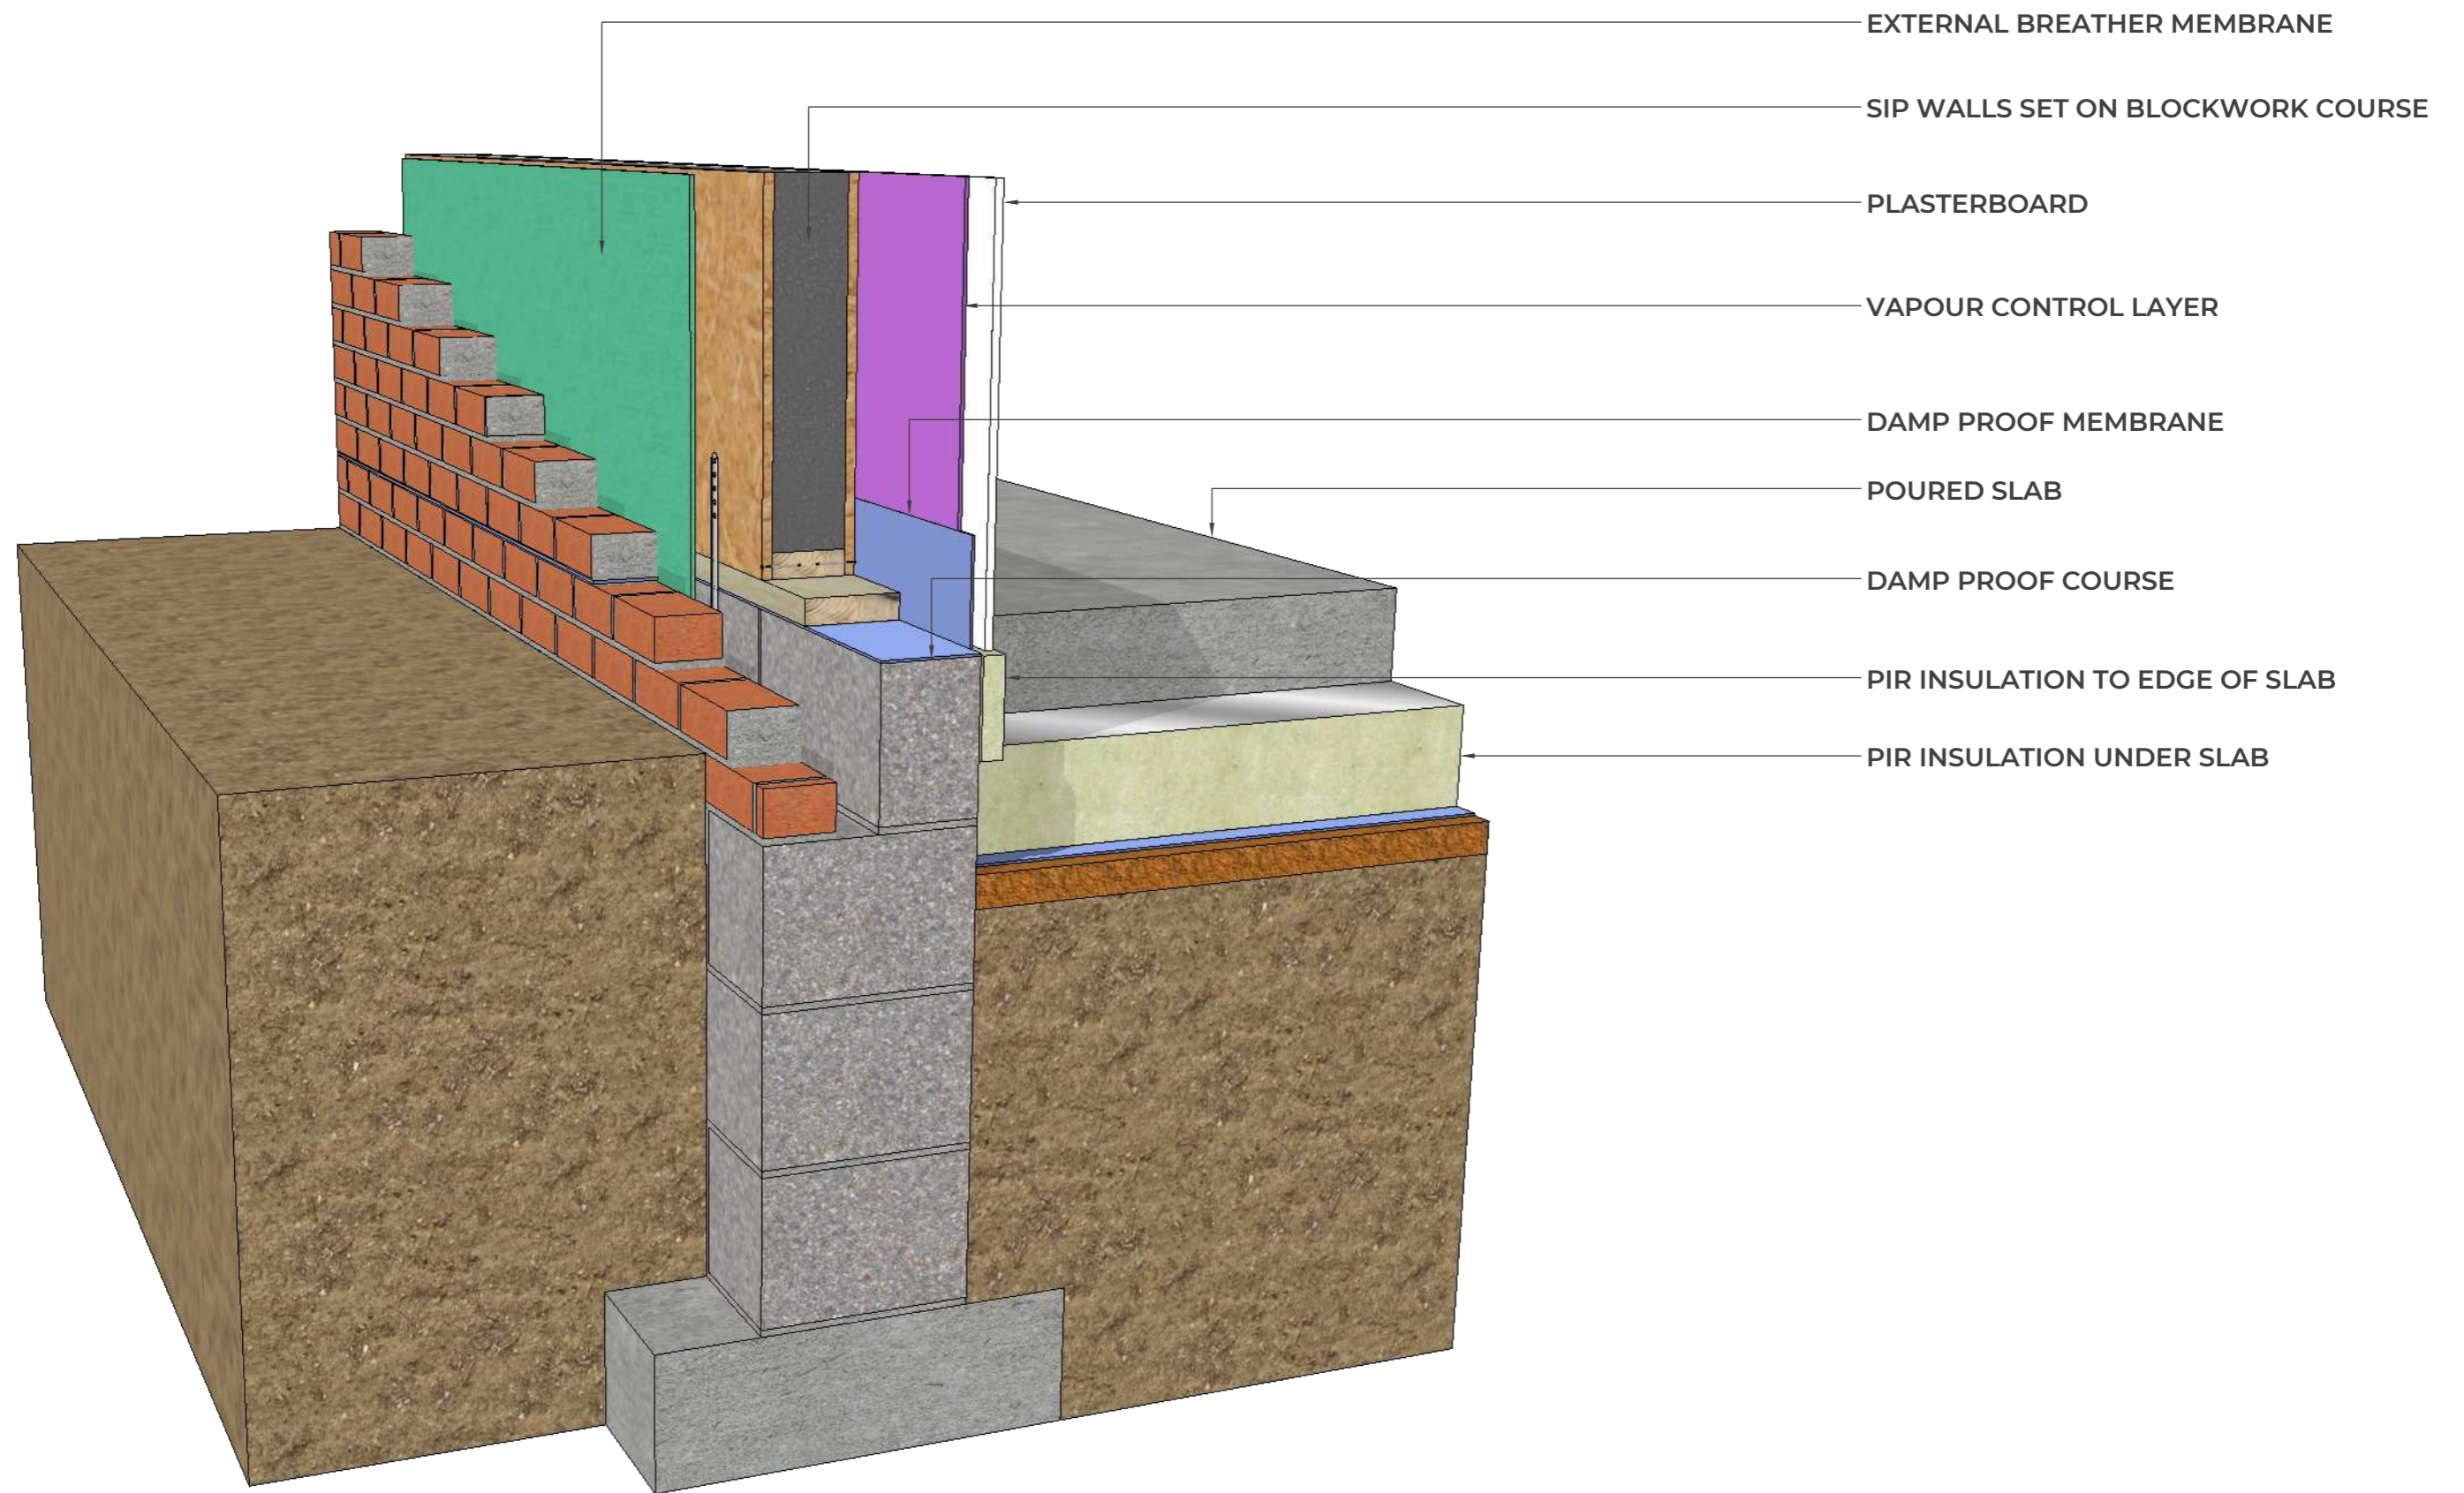 EXTERNAL BREATHER MEMBRANE
SIP WALLS SET ON BLOCKWORK COURSE
PLASTERBOARD
VAPOUR CONTROL LAYER
DAMP PROOF MEMBRANE
POURED SLAB
DAMP PROOF COURSE
PIR INSULATION TO EDGE OF SLAB
PIR INSULATION UNDER SLAB